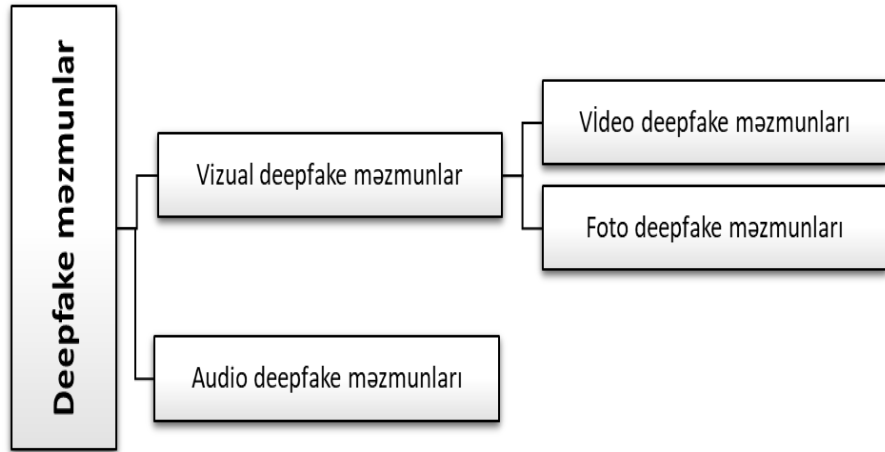 Deepfake məzmunlar
Vizual deepfake məzmunlar
Vİdeo deepfake məzmunları
Foto deepfake məzmunları
Audio deepfake məzmunları